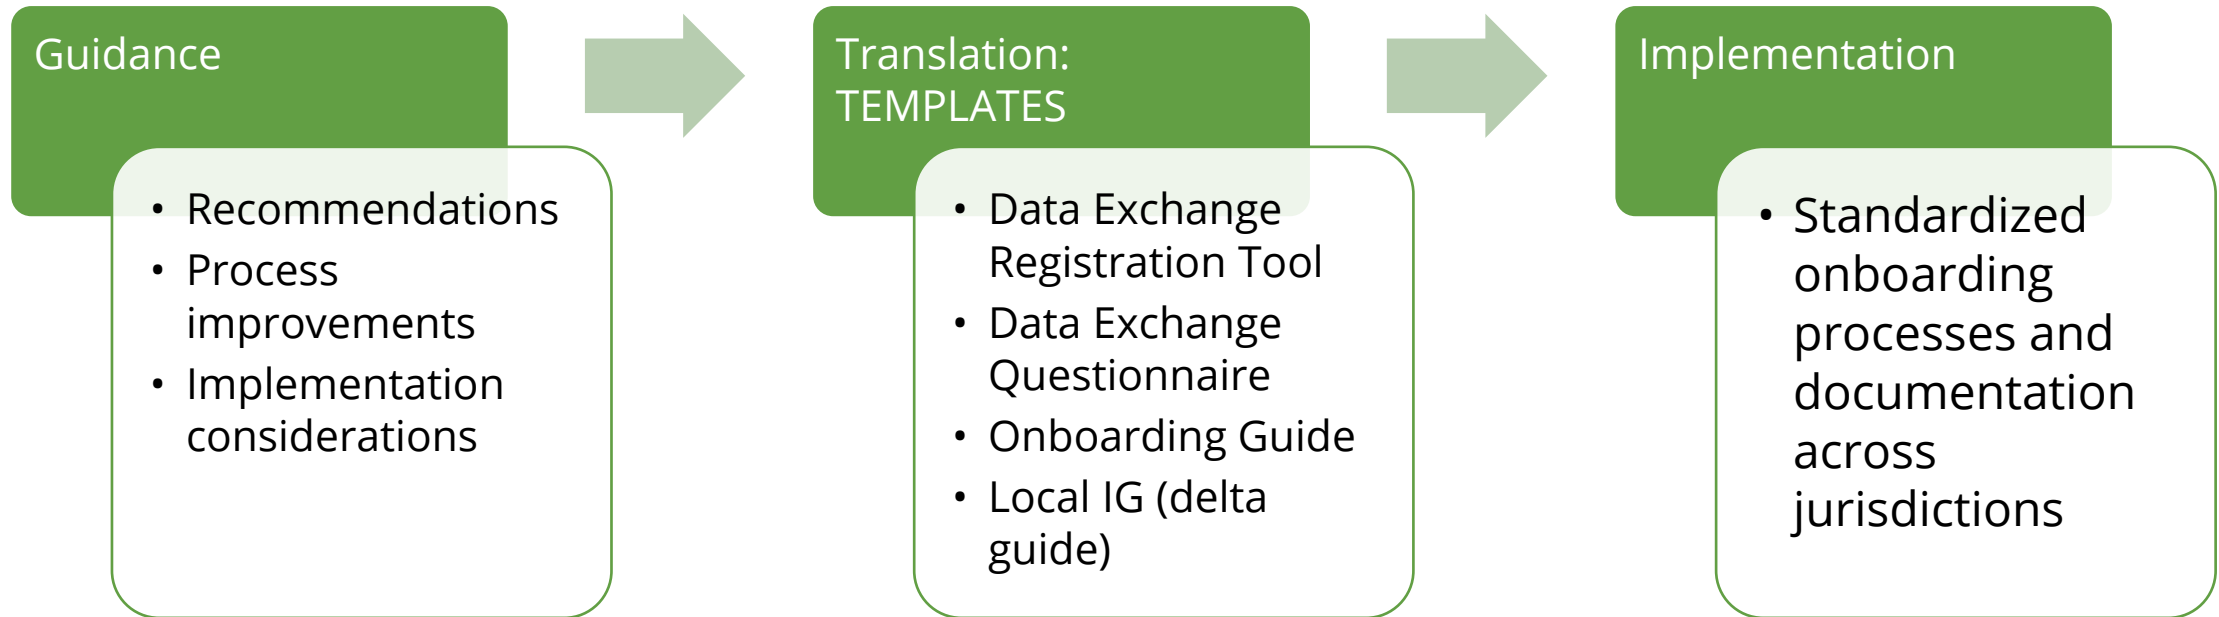 Guidance
• Recommendations
• Process
improvements
• Implementation
considerations
Translation:
TEMPLATES
• Data Exchange
Registration Tool
• Data Exchange
Questionnaire
• Onboarding Guide
• Local IG (delta
guide)
Implementation
• Standardized
onboarding
processes and
documentation
across
jurisdictions